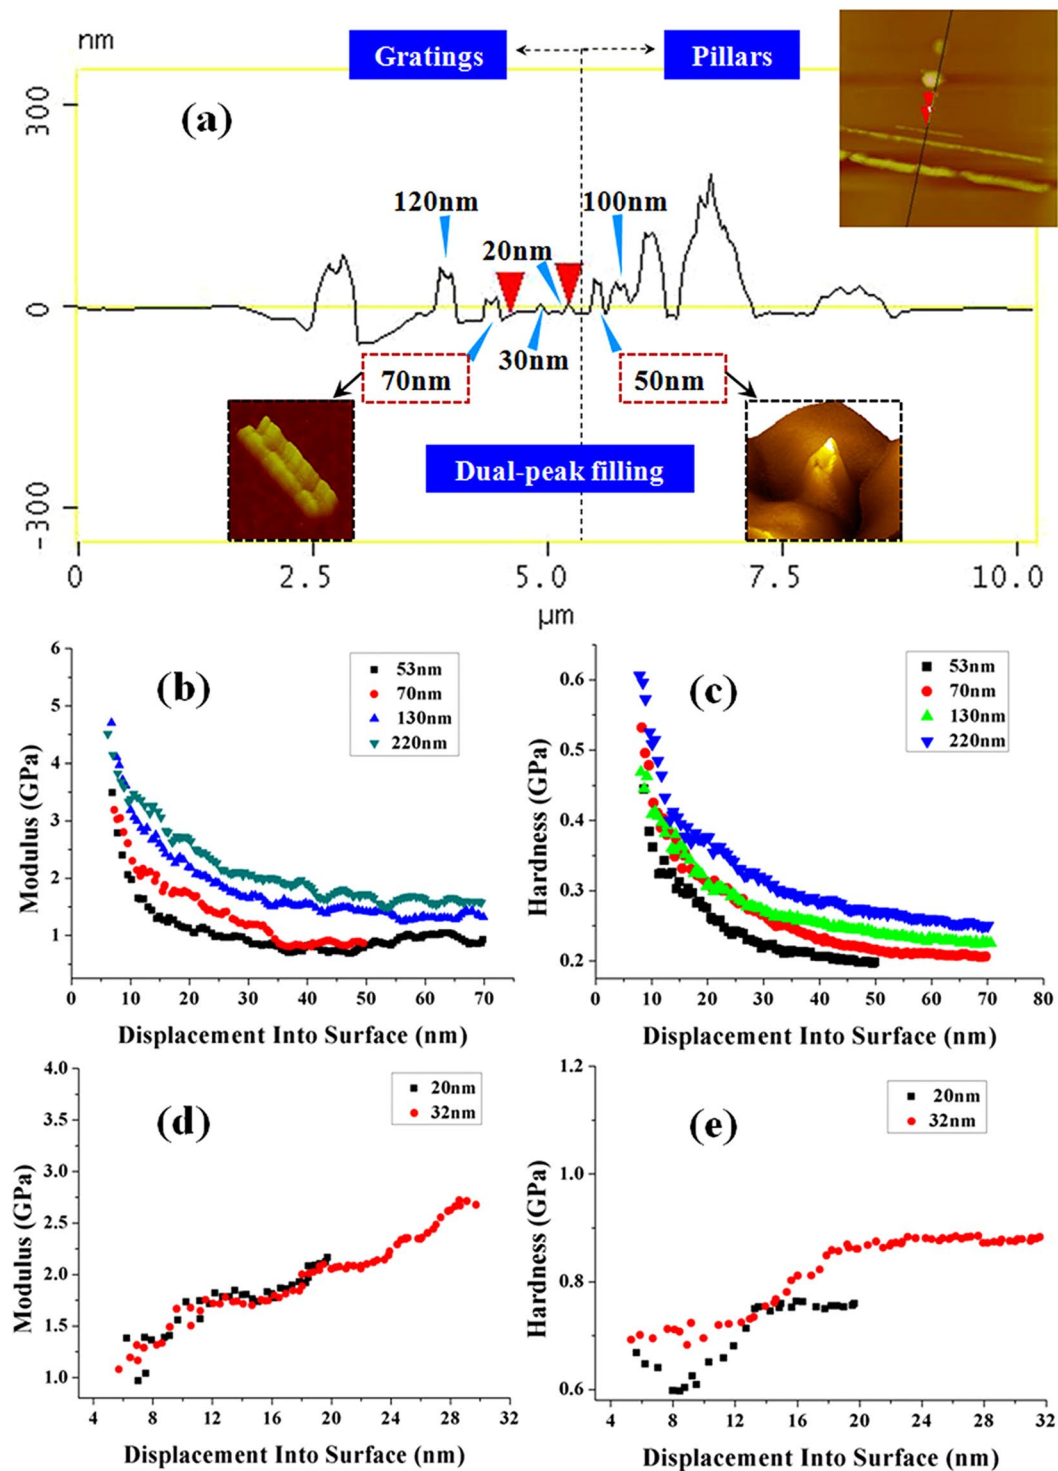 nm
Gratings
Pillars
(a)
300
0
-300
120nm
100nm
20nm
30nm
70nm
50nm
Dual-peak filling
0 2.5 5.0 7.5 10.0
µm
(b)
53nm
70nm
130nm
220nm
Modulus (GPa)
6
5
4
3
2
1
0 10 20 30 40 50 60 70
Displacement Into Surface (nm)
(c)
53nm
70nm
130nm
220nm
Hardness (GPa)
0.6
0.5
0.4
0.3
0.2
0 10 20 30 40 50 60 70 80
Displacement Into Surface (nm)
(d)
20nm
32nm
Modulus (GPa)
4.0
3.5
3.0
2.5
2.0
1.5
1.0
4 8 12 16 20 24 28 32
Displacement Into Surface (nm)
(e)
20nm
32nm
Hardness (GPa)
1.2
1.0
0.8
0.6
4 8 12 16 20 24 28 32
Displacement Into Surface (nm)